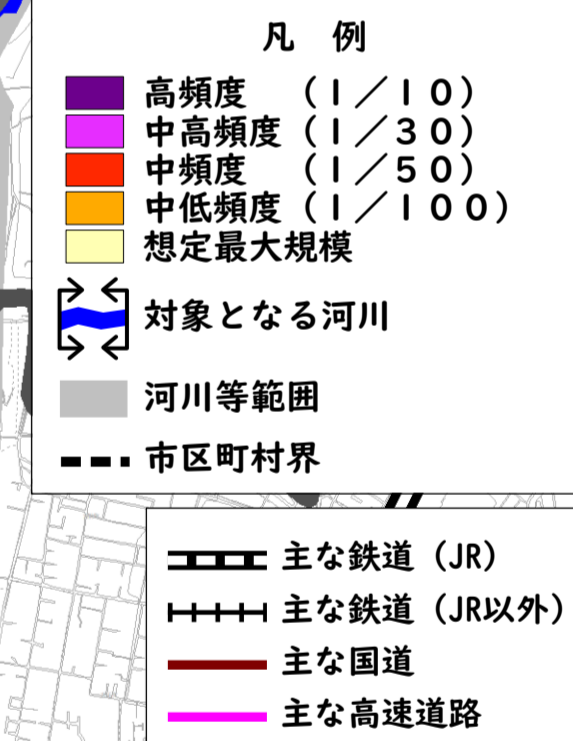 凡 例
高頻度 (1/10)
中高頻度 (1/30)
中頻度 (1/50)
中低頻度 (1/100)
想定最大規模
対象となる河川
河川等範囲
市区町村界
主な鉄道 (JR)
主な鉄道 (JR以外)
主な国道
主な高速道路